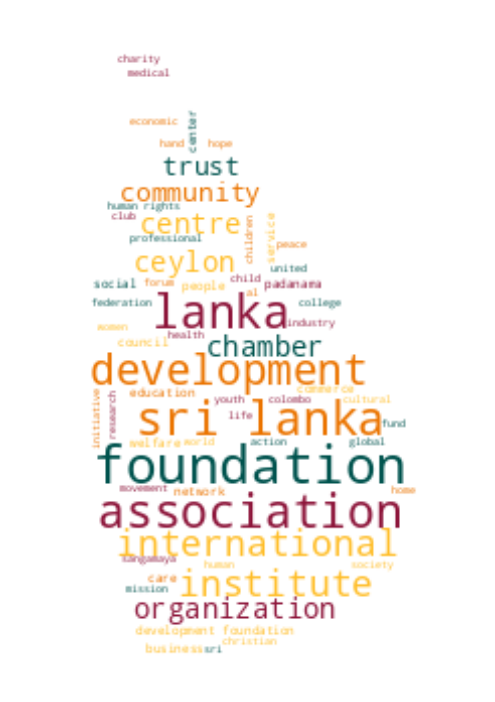 charity
medical
economic
center
hand hope
trust
community
human rights
club centre
children service
professional peace
ceylon
united
social forum people child padanama
al
federation lanka college
women industry
council health chamber
development
initiative research
education commerce
youth colombo cultural
life
sri lanka fund
welfare world action global
foundation
movement network home
association
international
sangamaya
human society
care institute
mission
organization
development foundation
christian
business sri